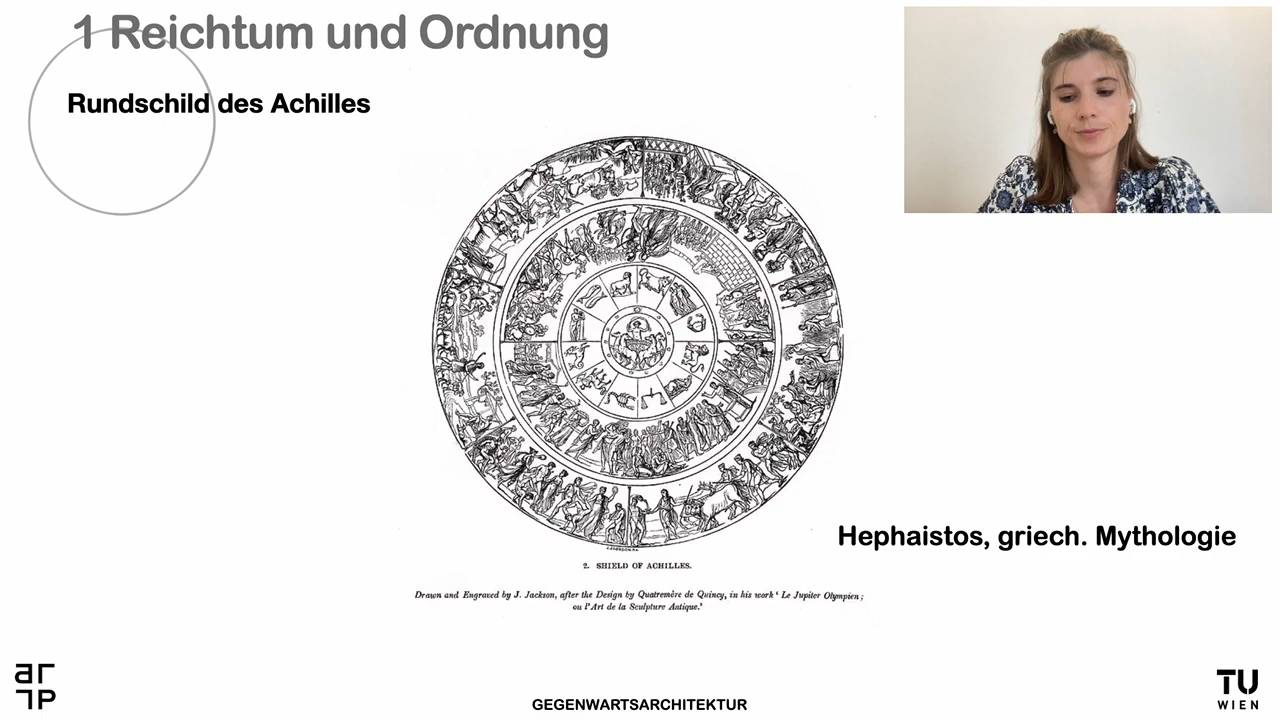 1 Reichtum und Ordnung
Rundschild des Achilles
Hephaistos, griech. Mythologie
2. SHIELD OF ACHILLES.
Drawn and Engraved by J. Jackson, after the Design by Quatremère de Quincy, in his work ‘ Le Jupiter Olympien ;
ou l'Art de la Sculpture Antique.’
ar
TP
GEGENWARTSARCHITEKTUR
TU
WIEN